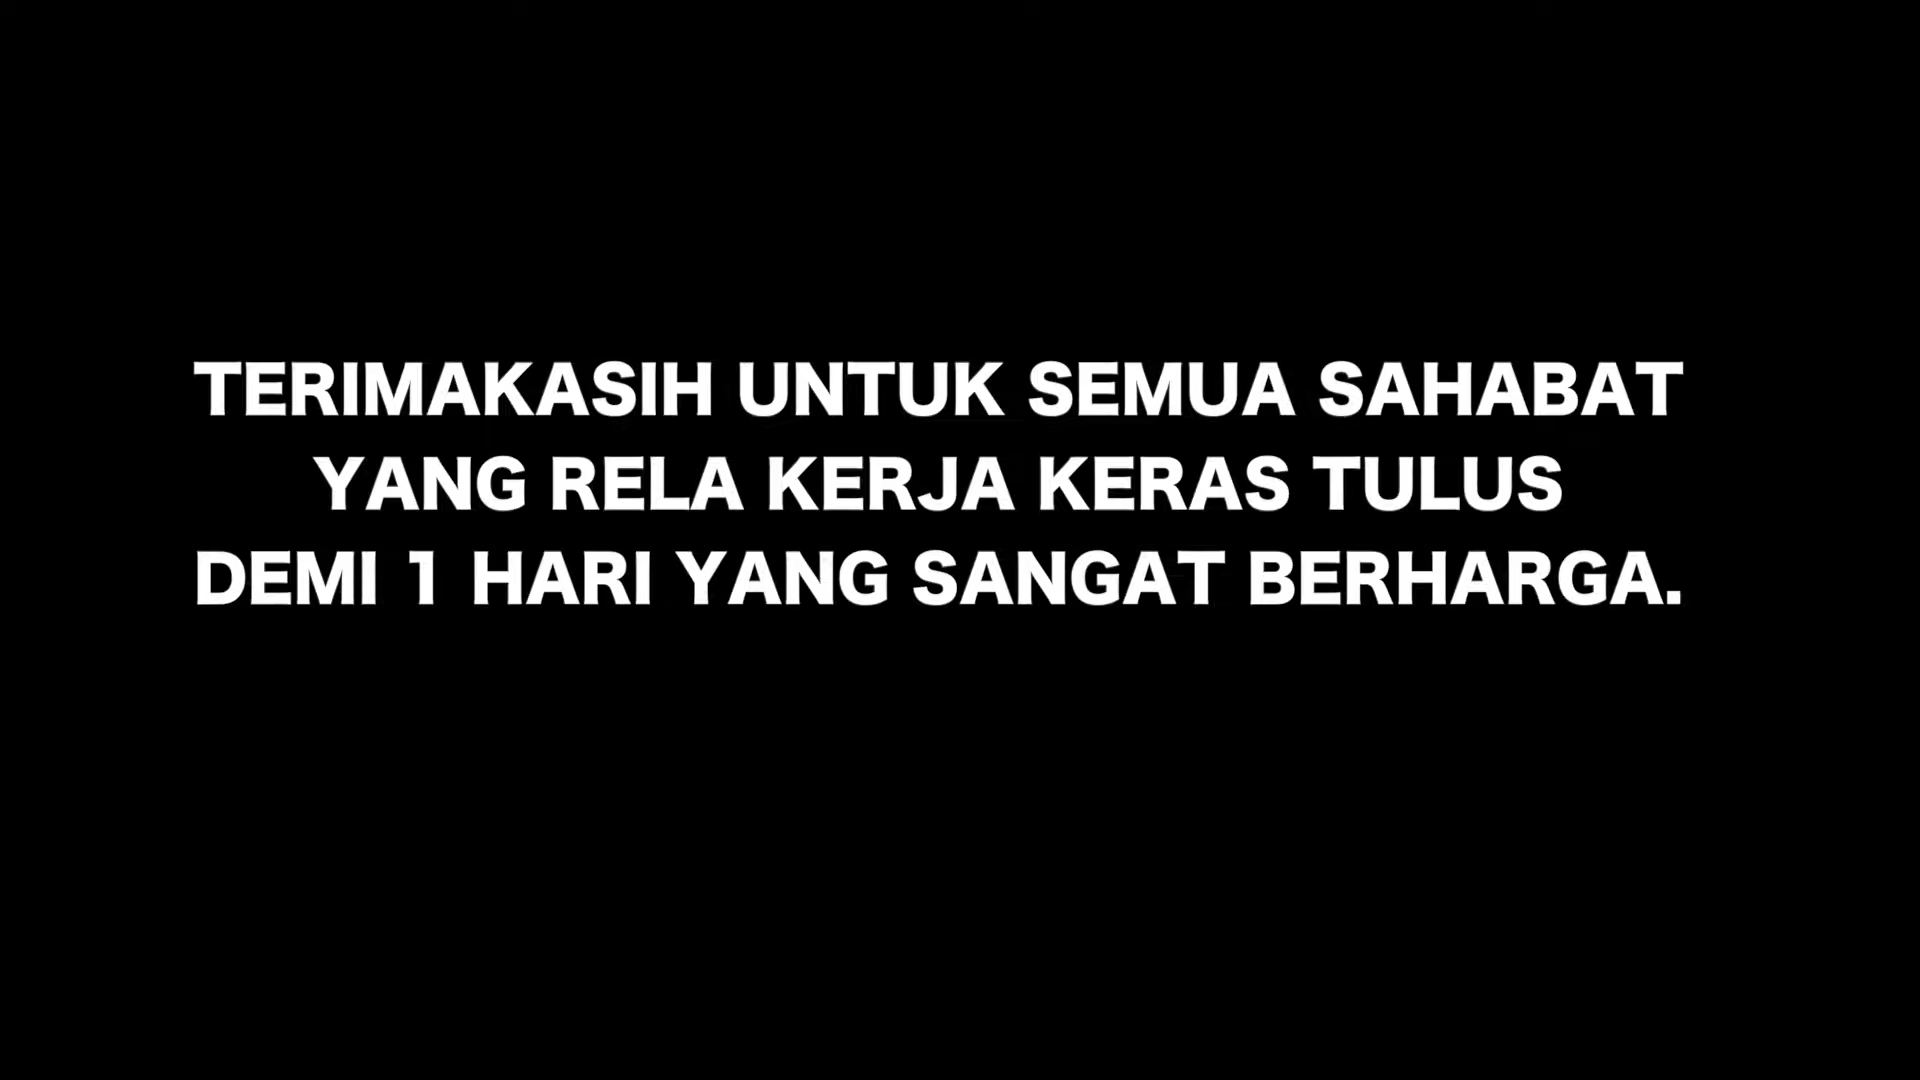 TERIMAKASIH UNTUK SEMUA SAHABAT
YANG RELA KERJA KERAS TULUS
DEMI 1 HARI YANG SANGAT BERHARGA.